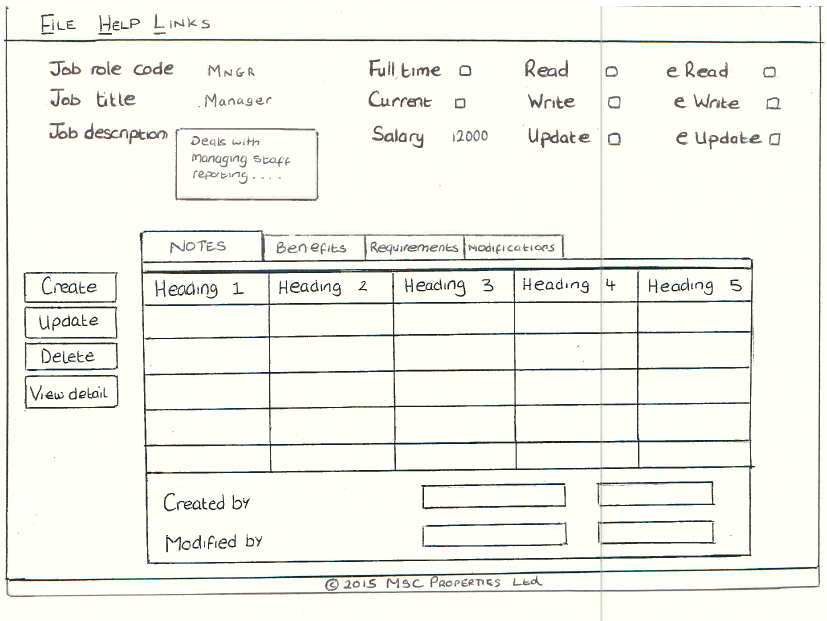 FILE HELP LINKS
Job role code MNGR Full time Read e Read
Job title .Manager Current Write e Write
Job description Salary 12000 Update e Update
Deals with
managing staff
reporting....
NOTES Benefits Requirements Modifications
Heading 1 Heading 2 Heading 3 Heading 4 Heading 5
Create
Update
Delete
View detail
Created by
Modified by
© 2015 MSC PROPERTIES Ltd